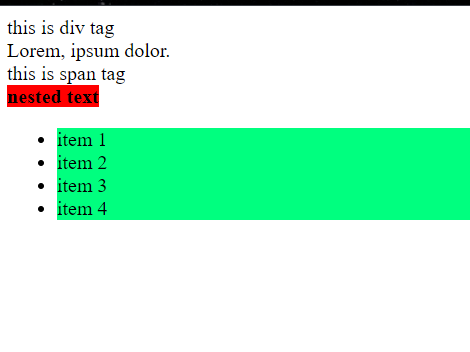 this is div tag
Lorem, ipsum dolor.
this is span tag
nested text
item 1
item 2
item 3
item 4